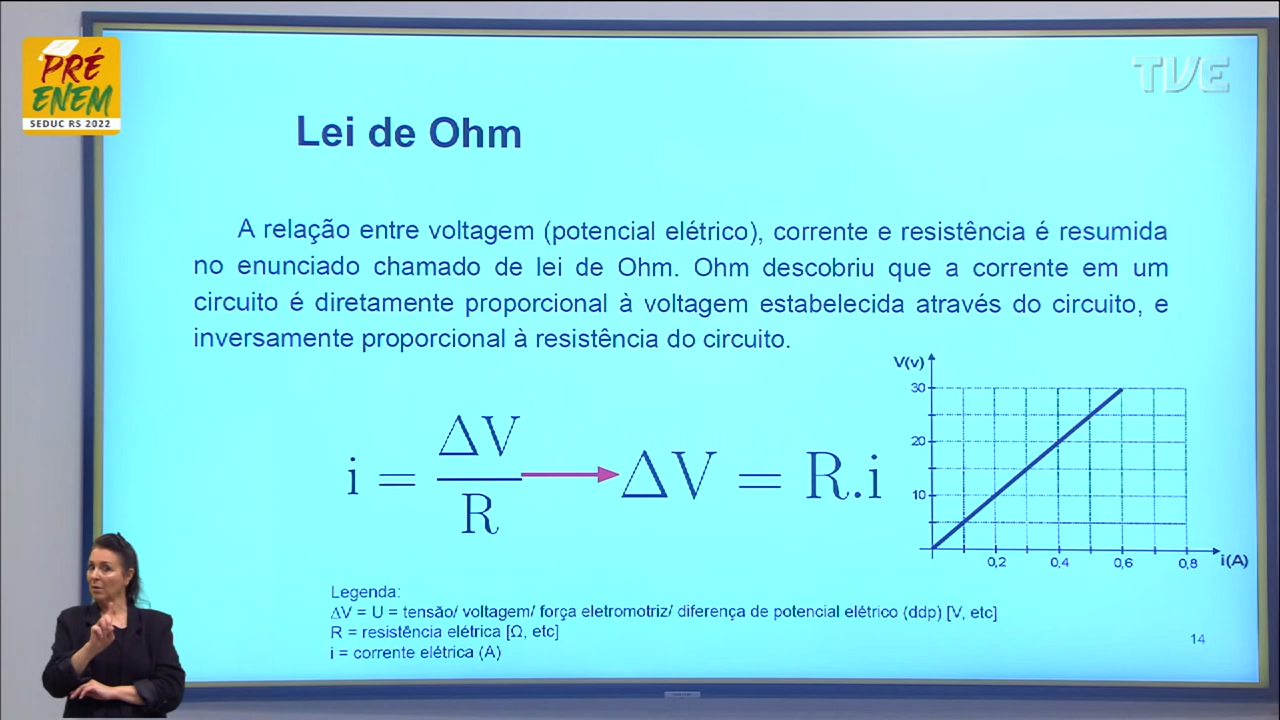 PRÉ
ENEM
SEDUC RS 2022
TVE
Lei de Ohm
A relação entre voltagem (potencial elétrico), corrente e resistência é resumida
no enunciado chamado de lei de Ohm. Ohm descobriu que a corrente em um
circuito é diretamente proporcional à voltagem estabelecida através do circuito, e
inversamente proporcional à resistência do circuito.
i = ΔV/R → ΔV = R.i
V(v)
30
20
10
0,2 0,4 0,6 0,8 i(A)
Legenda:
ΔV = U = tensão/ voltagem/ força eletromotriz/ diferença de potencial elétrico (ddp) [V, etc]
R = resistência elétrica [Ω, etc]
i = corrente elétrica (A)
14